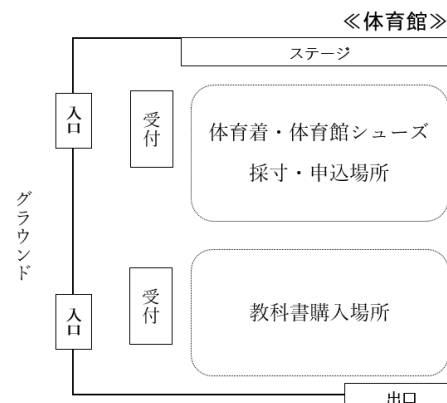 ≪体育館≫
ステージ
入口
受付
体育着・体育館シューズ
採寸・申込場所
グラウンド
入口
受付
教科書購入場所
出口